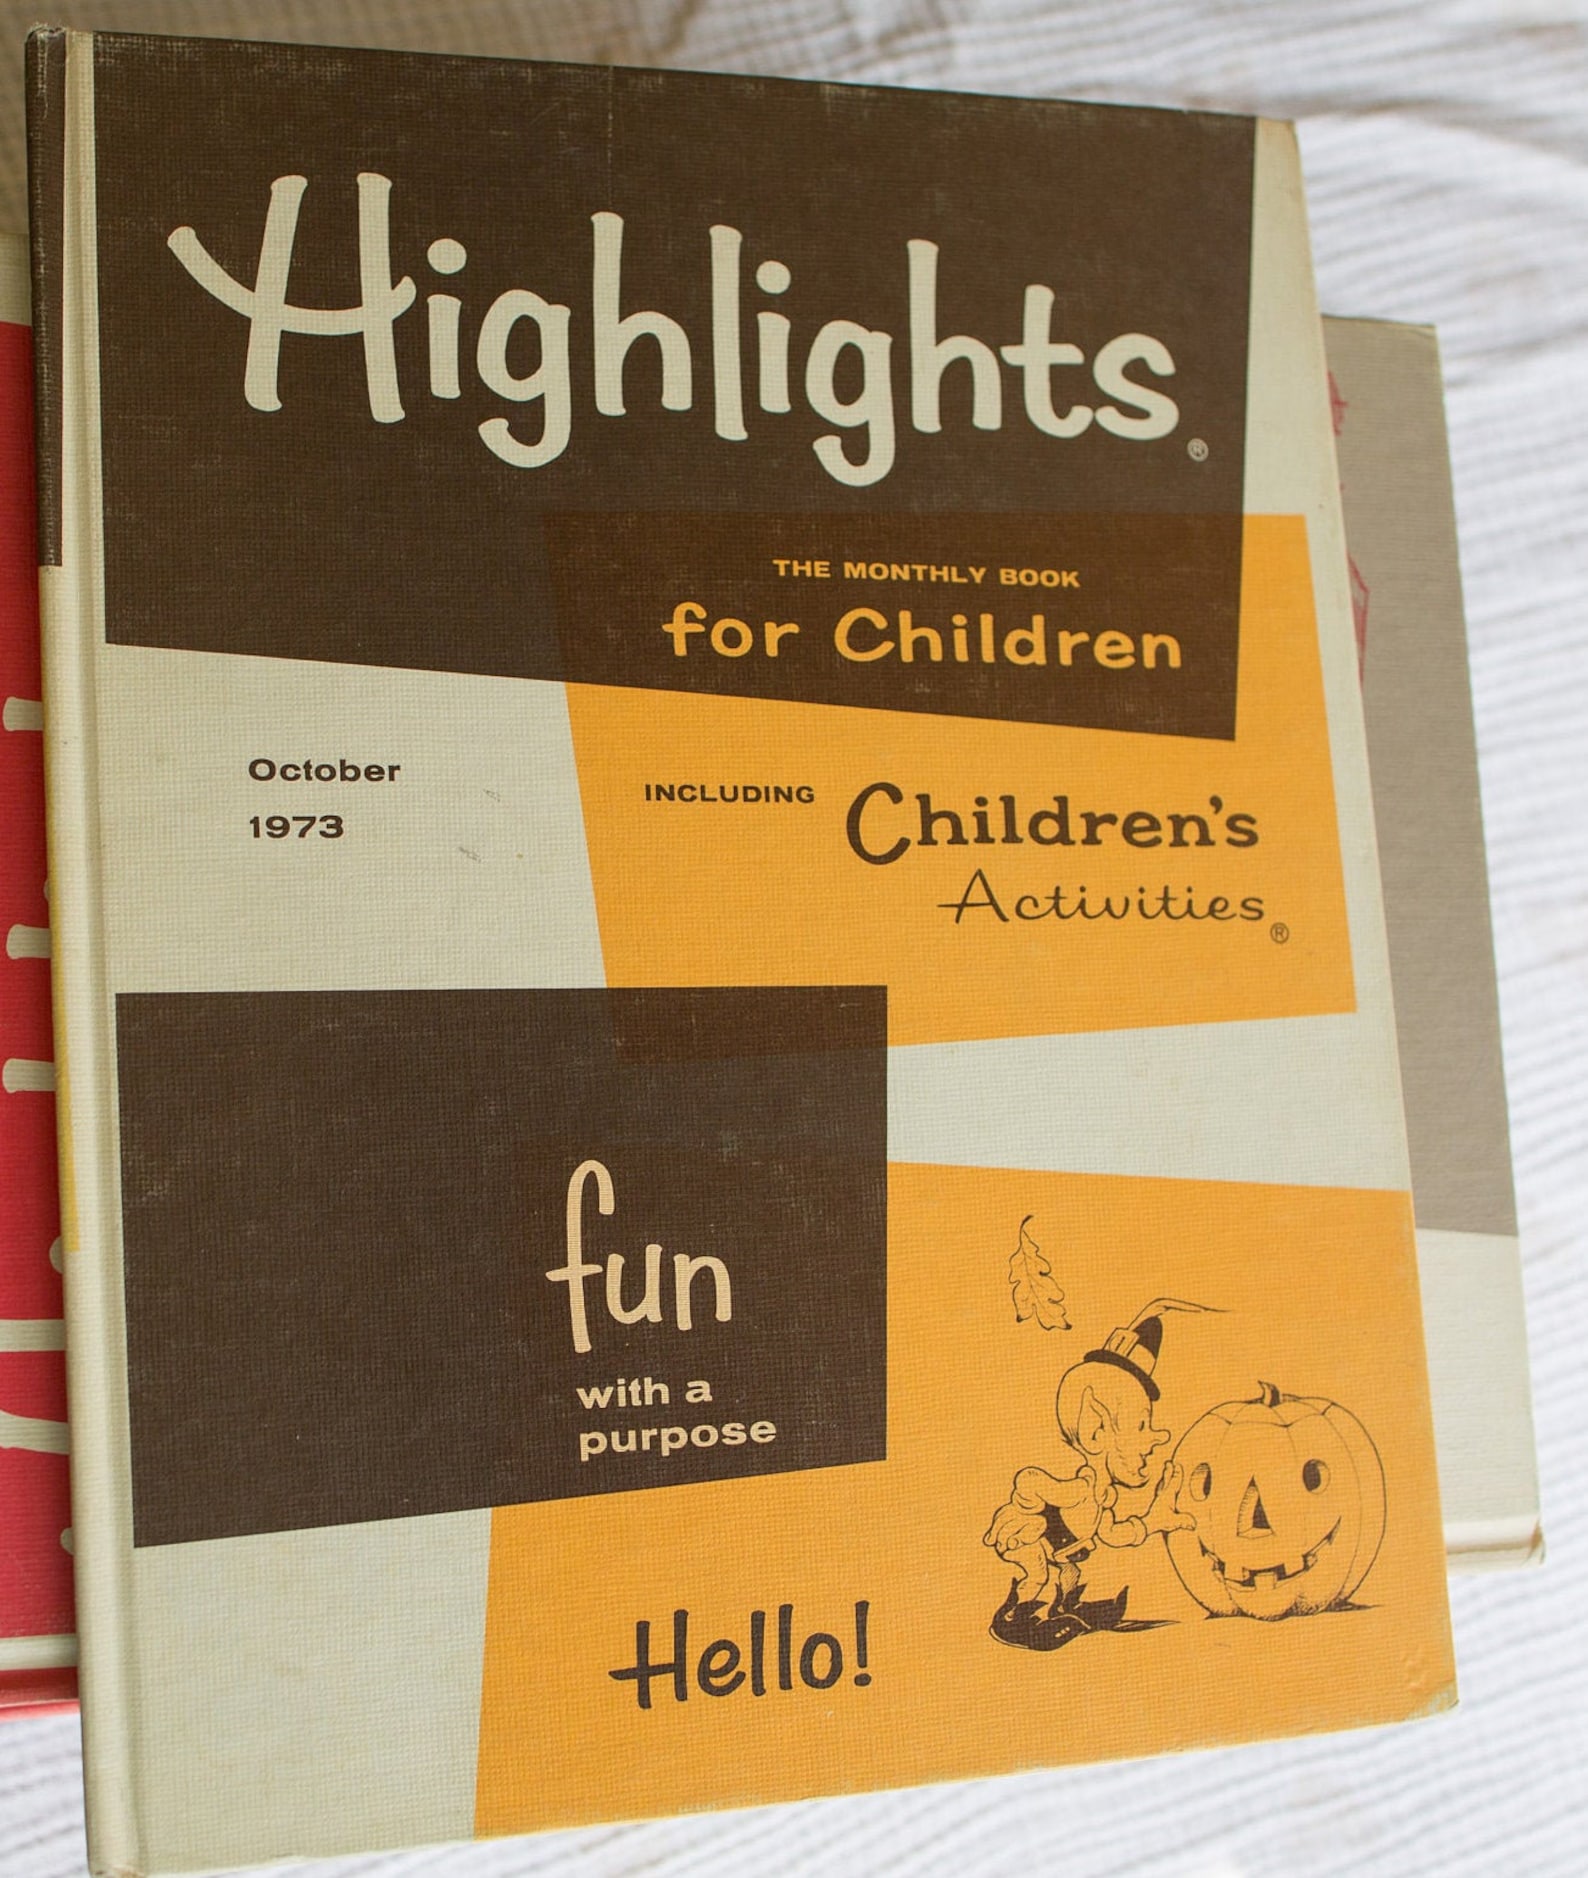 Highlights®
THE MONTHLY BOOK
for Children
October
1973
INCLUDING Children's
Activities®
fun
with a
purpose
Hello!